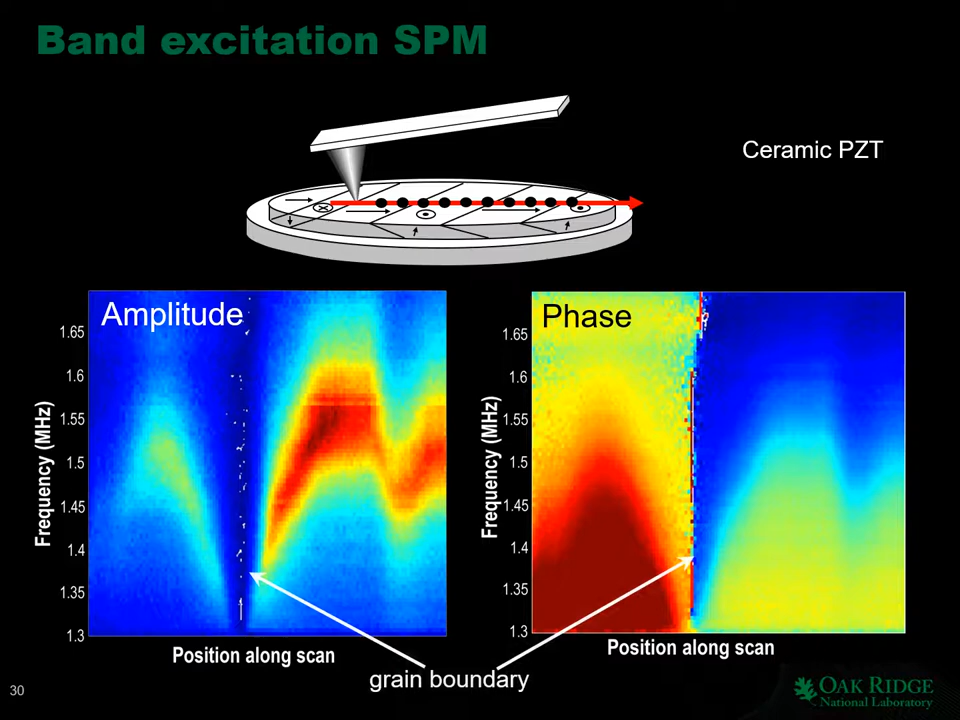 Band excitation SPM
Ceramic PZT
Amplitude
Frequency (MHz)
1.65
1.6
1.55
1.5
1.45
1.4
1.35
1.3
Position along scan
Phase
Frequency (MHz)
1.65
1.6
1.55
1.5
1.45
1.4
1.35
1.3
Position along scan
grain boundary
30
OAK RIDGE
National Laboratory